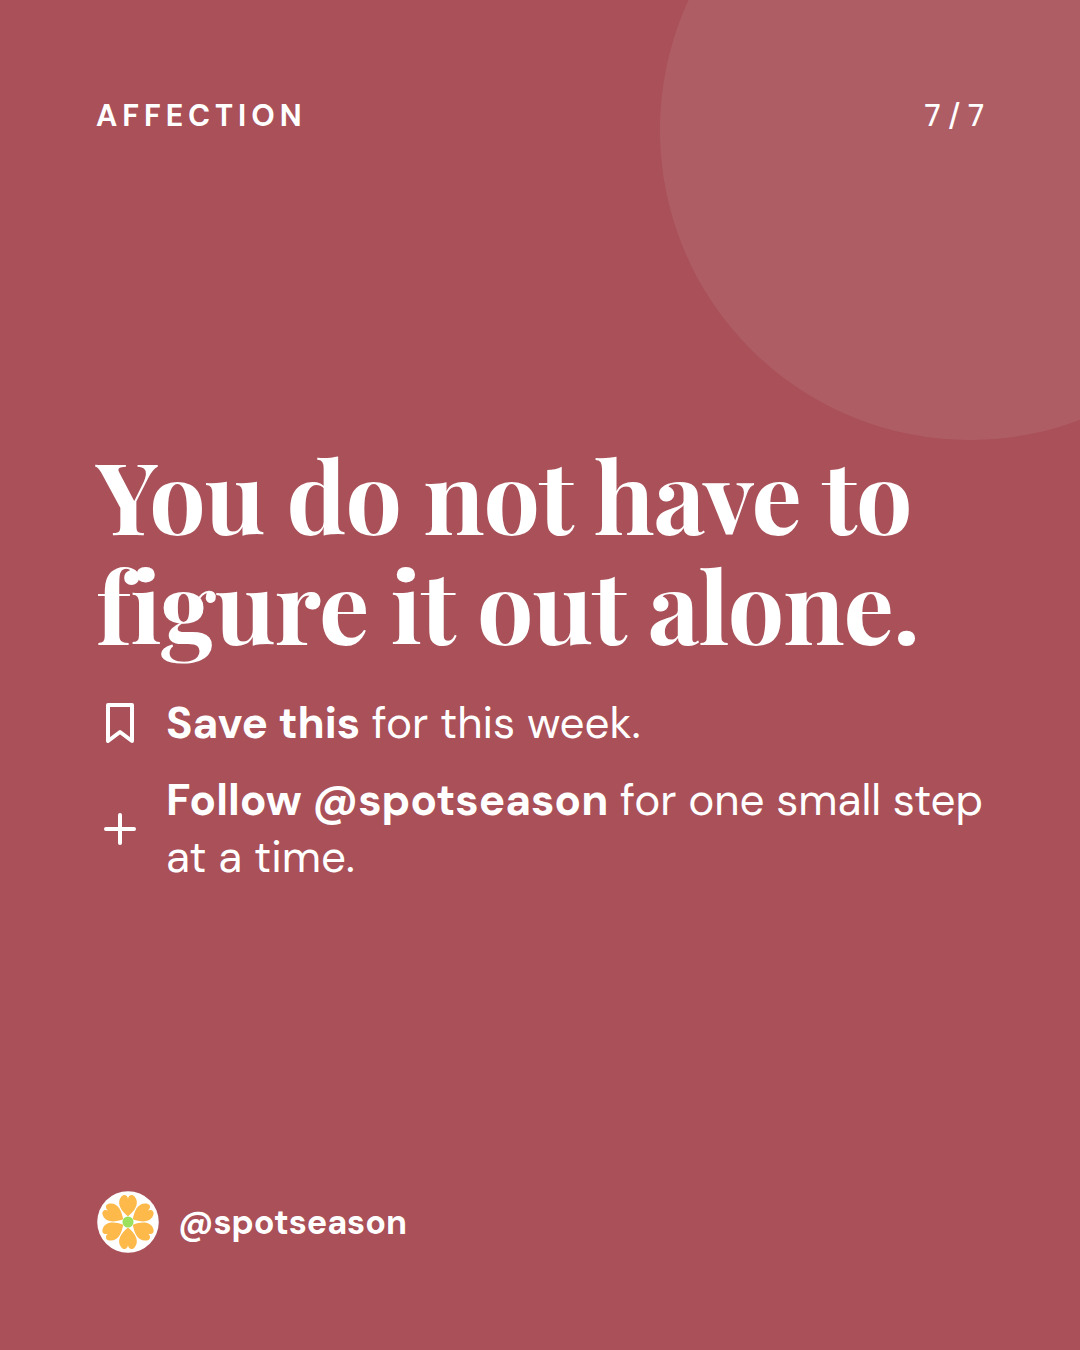 AFFECTION
7/7
You do not have to
figure it out alone.
Save this for this week.
Follow @spotseason for one small step
at a time.
@spotseason